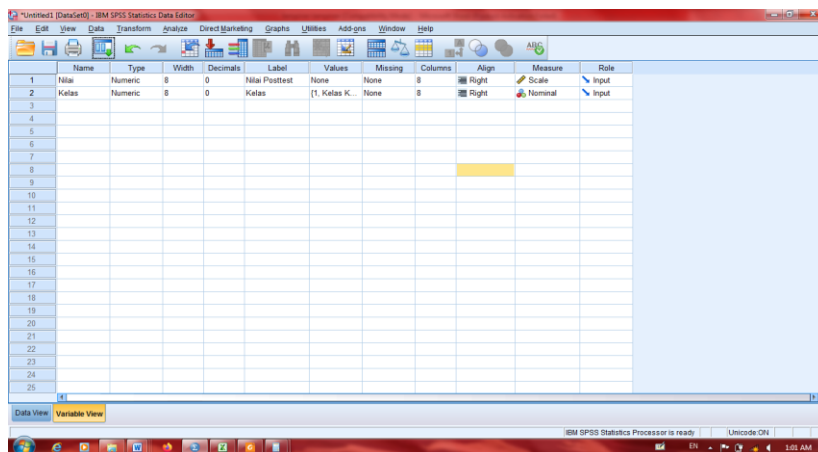 *Untitled1 [DataSet0] - IBM SPSS Statistics Data Editor
File Edit View Data Transform Analyze Direct Marketing Graphs Utilities Add-ons Window Help
Name Type Width Decimals Label Values Missing Columns Align Measure Role
1 Nilai Numeric 8 0 Nilai Posttest None None 8 Right Scale Input
2 Kelas Numeric 8 0 Kelas {1, Kelas K... None 8 Right Nominal Input
3
4
5
6
7
8
9
10
11
12
13
14
15
16
17
18
19
20
21
22
23
24
25
Data View Variable View
IBM SPSS Statistics Processor is ready Unicode:ON
EN 1:01 AM